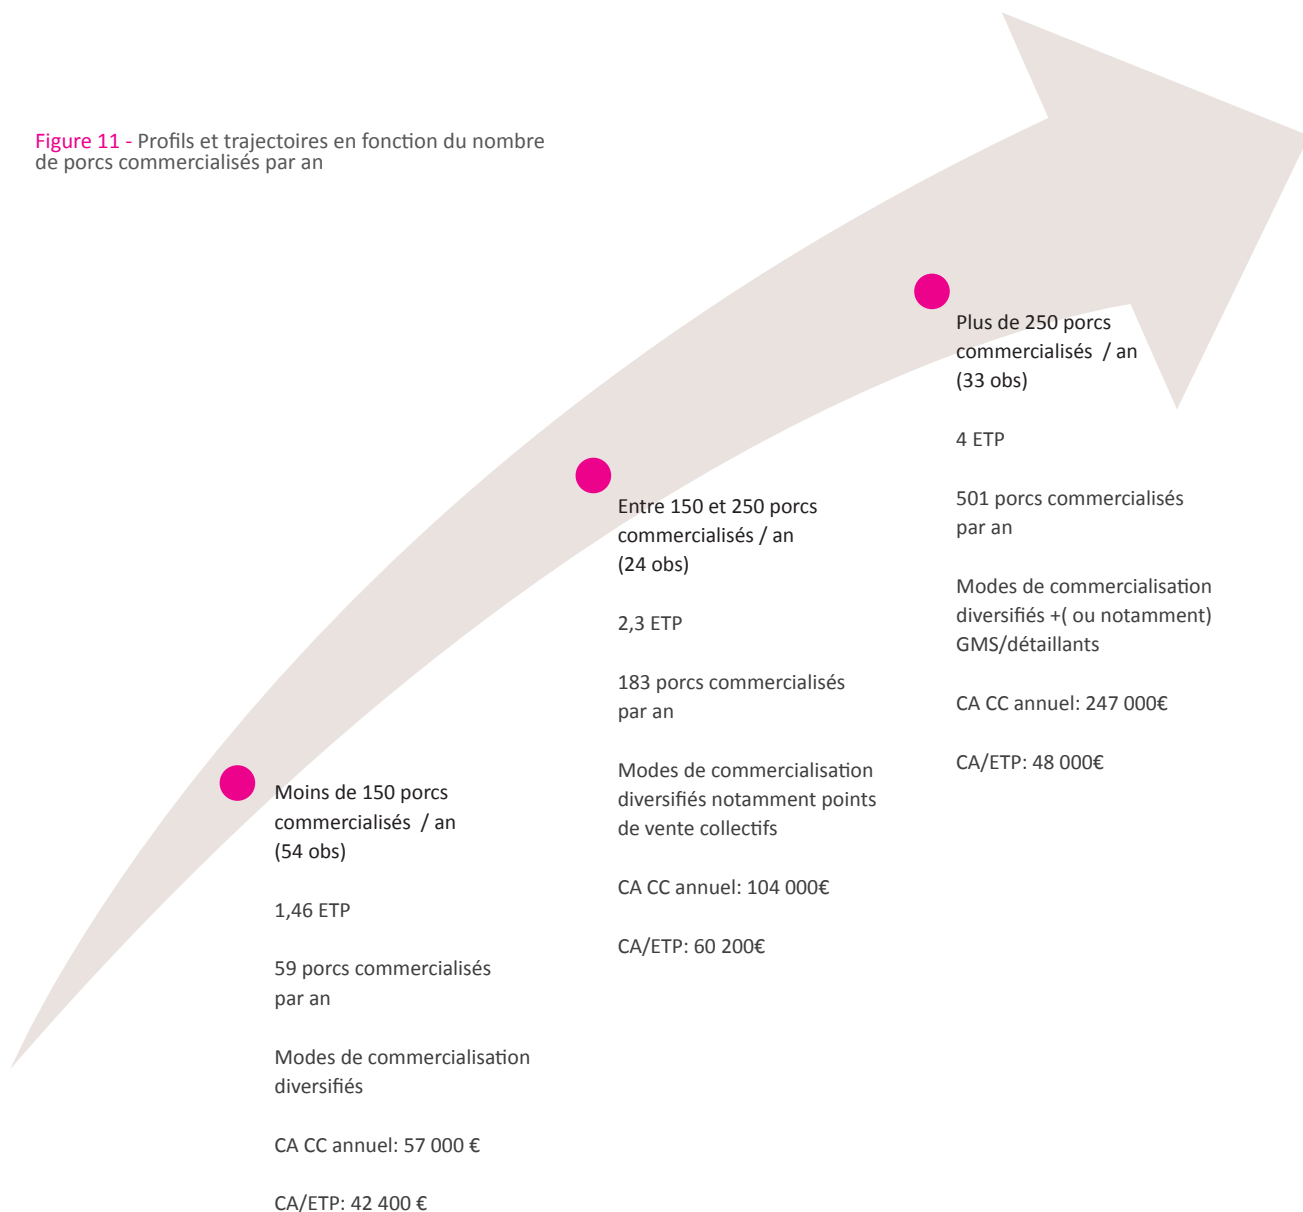 Figure 11 - Profils et trajectoires en fonction du nombre
de porcs commercialisés par an
Moins de 150 porcs
commercialisés / an
(54 obs)
1,46 ETP
59 porcs commercialisés
par an
Modes de commercialisation
diversifiés
CA CC annuel: 57 000 €
CA/ETP: 42 400 €
Entre 150 et 250 porcs
commercialisés / an
(24 obs)
2,3 ETP
183 porcs commercialisés
par an
Modes de commercialisation
diversifiés notamment points
de vente collectifs
CA CC annuel: 104 000€
CA/ETP: 60 200€
Plus de 250 porcs
commercialisés / an
(33 obs)
4 ETP
501 porcs commercialisés
par an
Modes de commercialisation
diversifiés +( ou notamment)
GMS/détaillants
CA CC annuel: 247 000€
CA/ETP: 48 000€